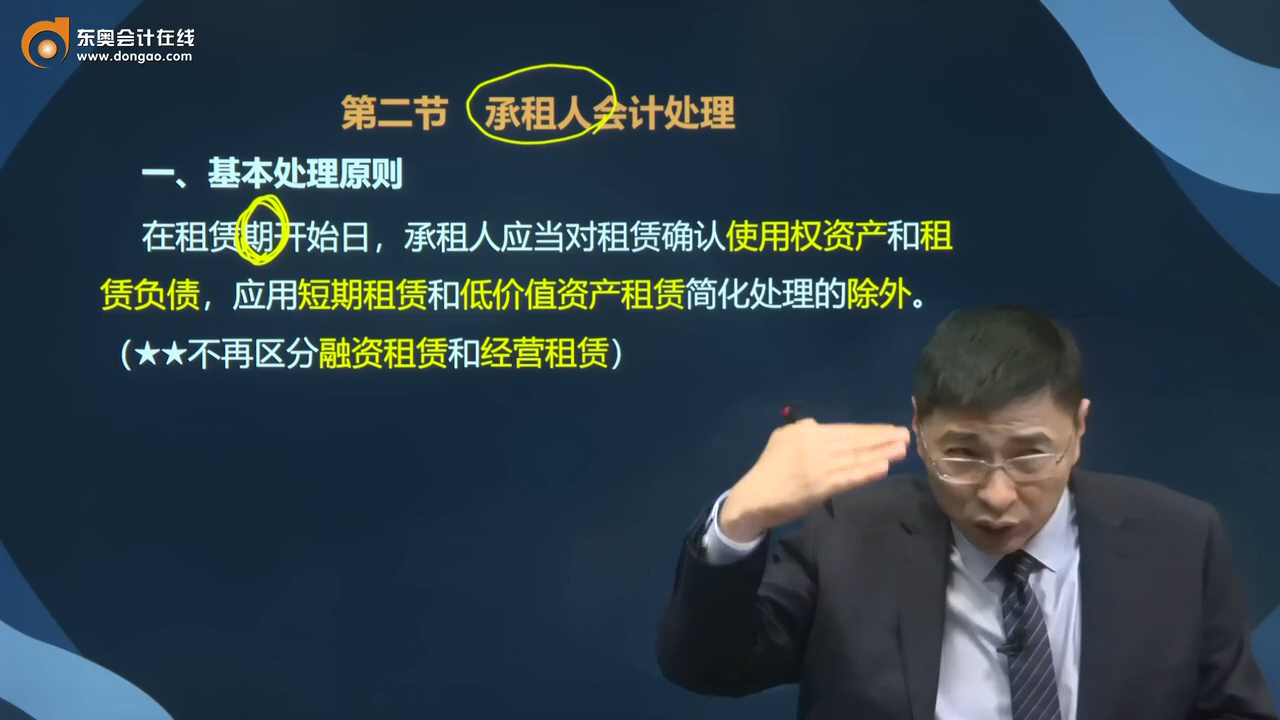 东奥会计在线
www.dongao.com
第二节 承租人会计处理
一、基本处理原则
在租赁期开始日，承租人应当对租赁确认使用权资产和租
赁负债，应用短期租赁和低价值资产租赁简化处理的除外。
（★★不再区分融资租赁和经营租赁）